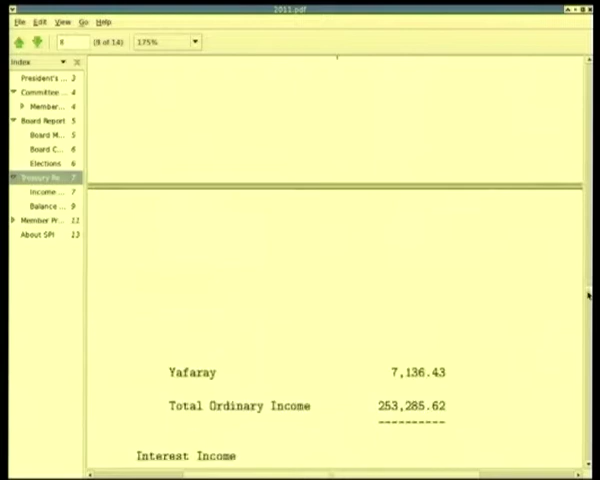 2011.pdf
File Edit View Go Help
8 (9 of 14) 175%
Index
President's ... 3
Committee ... 4
Member... 4
Board Report 5
Board M... 5
Board C... 6
Elections 6
Treasury Re... 7
Income ... 7
Balance ... 9
Member Pr... 11
About SPI 13
Yafaray 7,136.43
Total Ordinary Income 253,285.62
----------
Interest Income